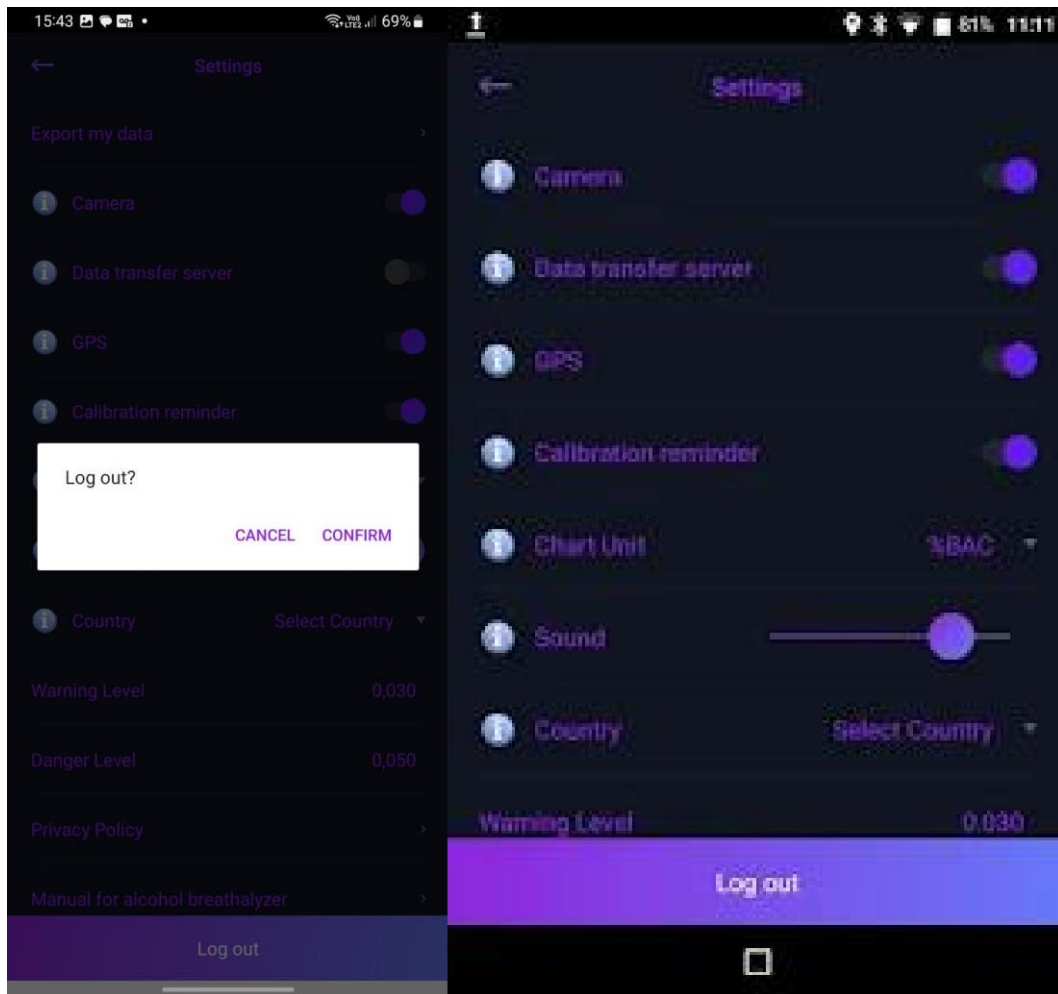 15:43 69%
Settings
Export my data
Camera
Data transfer server
GPS
Calibration reminder
Log out?
CANCEL CONFIRM
Country Select Country
Warning Level 0,030
Danger Level 0,050
Privacy Policy
Manual for alcohol breathalyzer
Log out
81% 11:11
Settings
Camera
Data transfer server
GPS
Calibration reminder
Chart Unit %BAC
Sound
Country Select Country
Warning Level 0.030
Log out